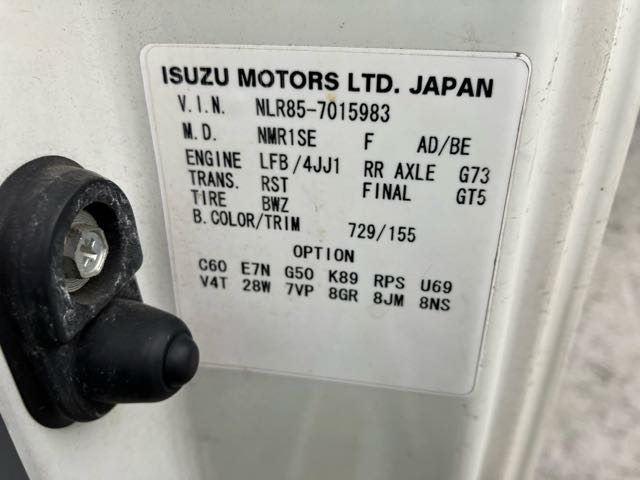 ISUZU MOTORS LTD. JAPAN
V.I.N. NLR85-7015983
M.D. NMR1SE F AD/BE
ENGINE LFB/4JJ1 RR AXLE G73
TRANS. RST FINAL GT5
TIRE BWZ
B.COLOR/TRIM 729/155
OPTION
C60 E7N G50 K89 RPS U69
V4T 28W 7VP 8GR 8JM 8NS